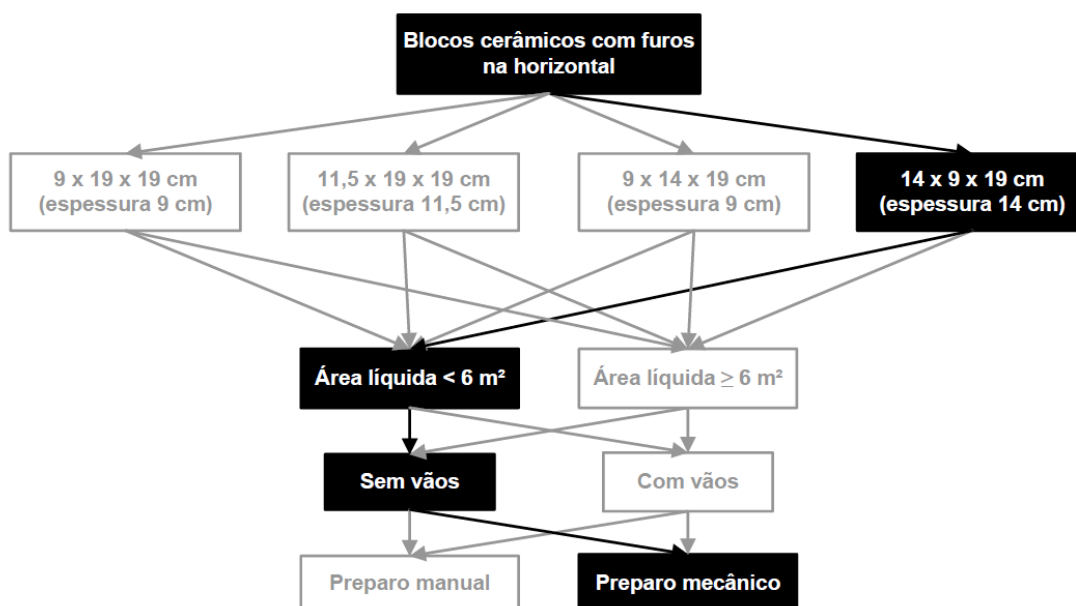 Blocos cerâmicos com furos
na horizontal
9 x 19 x 19 cm
(espessura 9 cm)
11,5 x 19 x 19 cm
(espessura 11,5 cm)
9 x 14 x 19 cm
(espessura 9 cm)
14 x 9 x 19 cm
(espessura 14 cm)
Área líquida < 6 m²
Área líquida ≥ 6 m²
Sem vãos
Com vãos
Preparo manual
Preparo mecânico